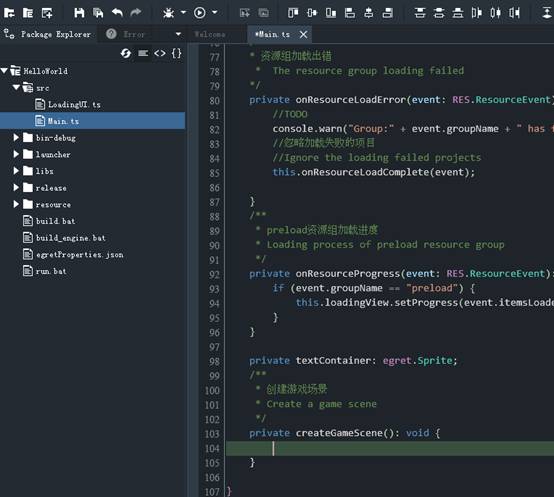 Package Explorer
Error
Welcome
*Main.ts
HelloWorld
src
LoadingUI.ts
Main.ts
bin-debug
launcher
libs
release
resource
build.bat
build_engine.bat
egretProperties.json
run.bat
76
77 * 资源组加载出错
78 * The resource group loading failed
79 */
80 private onResourceLoadError(event: RES.ResourceEvent)
81 //TODO
82 console.warn("Group:" + event.groupName + " has f
83 //忽略加载失败的项目
84 //Ignore the loading failed projects
85 this.onResourceLoadComplete(event);
86
87 }
88 /**
89 * preload资源组加载进度
90 * Loading process of preload resource group
91 */
92 private onResourceProgress(event: RES.ResourceEvent):
93 if (event.groupName == "preload") {
94 this.loadingView.setProgress(event.itemsLoade
95 }
96 }
97
98 private textContainer: egret.Sprite;
99 /**
100 * 创建游戏场景
101 * Create a game scene
102 */
103 private createGameScene(): void {
104
105 }
106
107 }